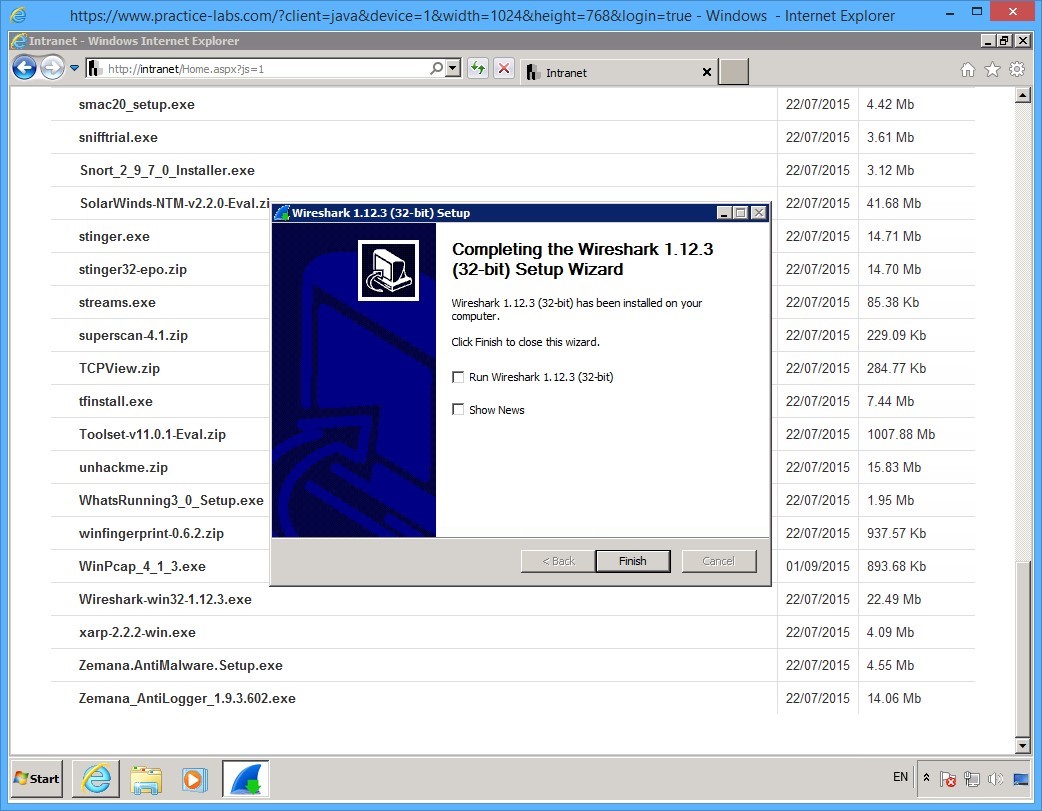 https://www.practice-labs.com/?client=java&device=1&width=1024&height=768&login=true - Windows - Internet Explorer
Intranet - Windows Internet Explorer
http://intranet/Home.aspx?js=1
Intranet
smac20_setup.exe 22/07/2015 4.42 Mb
snifftrial.exe 22/07/2015 3.61 Mb
Snort_2_9_7_0_Installer.exe 22/07/2015 3.12 Mb
SolarWinds-NTM-v2.2.0-Eval.zi 22/07/2015 41.68 Mb
stinger.exe 22/07/2015 14.71 Mb
stinger32-epo.zip 22/07/2015 14.70 Mb
streams.exe 22/07/2015 85.38 Kb
superscan-4.1.zip 22/07/2015 229.09 Kb
TCPView.zip 22/07/2015 284.77 Kb
tfinstall.exe 22/07/2015 7.44 Mb
Toolset-v11.0.1-Eval.zip 22/07/2015 1007.88 Mb
unhackme.zip 22/07/2015 15.83 Mb
WhatsRunning3_0_Setup.exe 22/07/2015 1.95 Mb
winfingerprint-0.6.2.zip 22/07/2015 937.57 Kb
WinPcap_4_1_3.exe 01/09/2015 893.68 Kb
Wireshark-win32-1.12.3.exe 22/07/2015 22.49 Mb
xarp-2.2.2-win.exe 22/07/2015 4.09 Mb
Zemana.AntiMalware.Setup.exe 22/07/2015 4.55 Mb
Zemana_AntiLogger_1.9.3.602.exe 22/07/2015 14.06 Mb
Wireshark 1.12.3 (32-bit) Setup
Completing the Wireshark 1.12.3
(32-bit) Setup Wizard
Wireshark 1.12.3 (32-bit) has been installed on your
computer.
Click Finish to close this wizard.
Run Wireshark 1.12.3 (32-bit)
Show News
< Back
Finish
Cancel
Start
EN